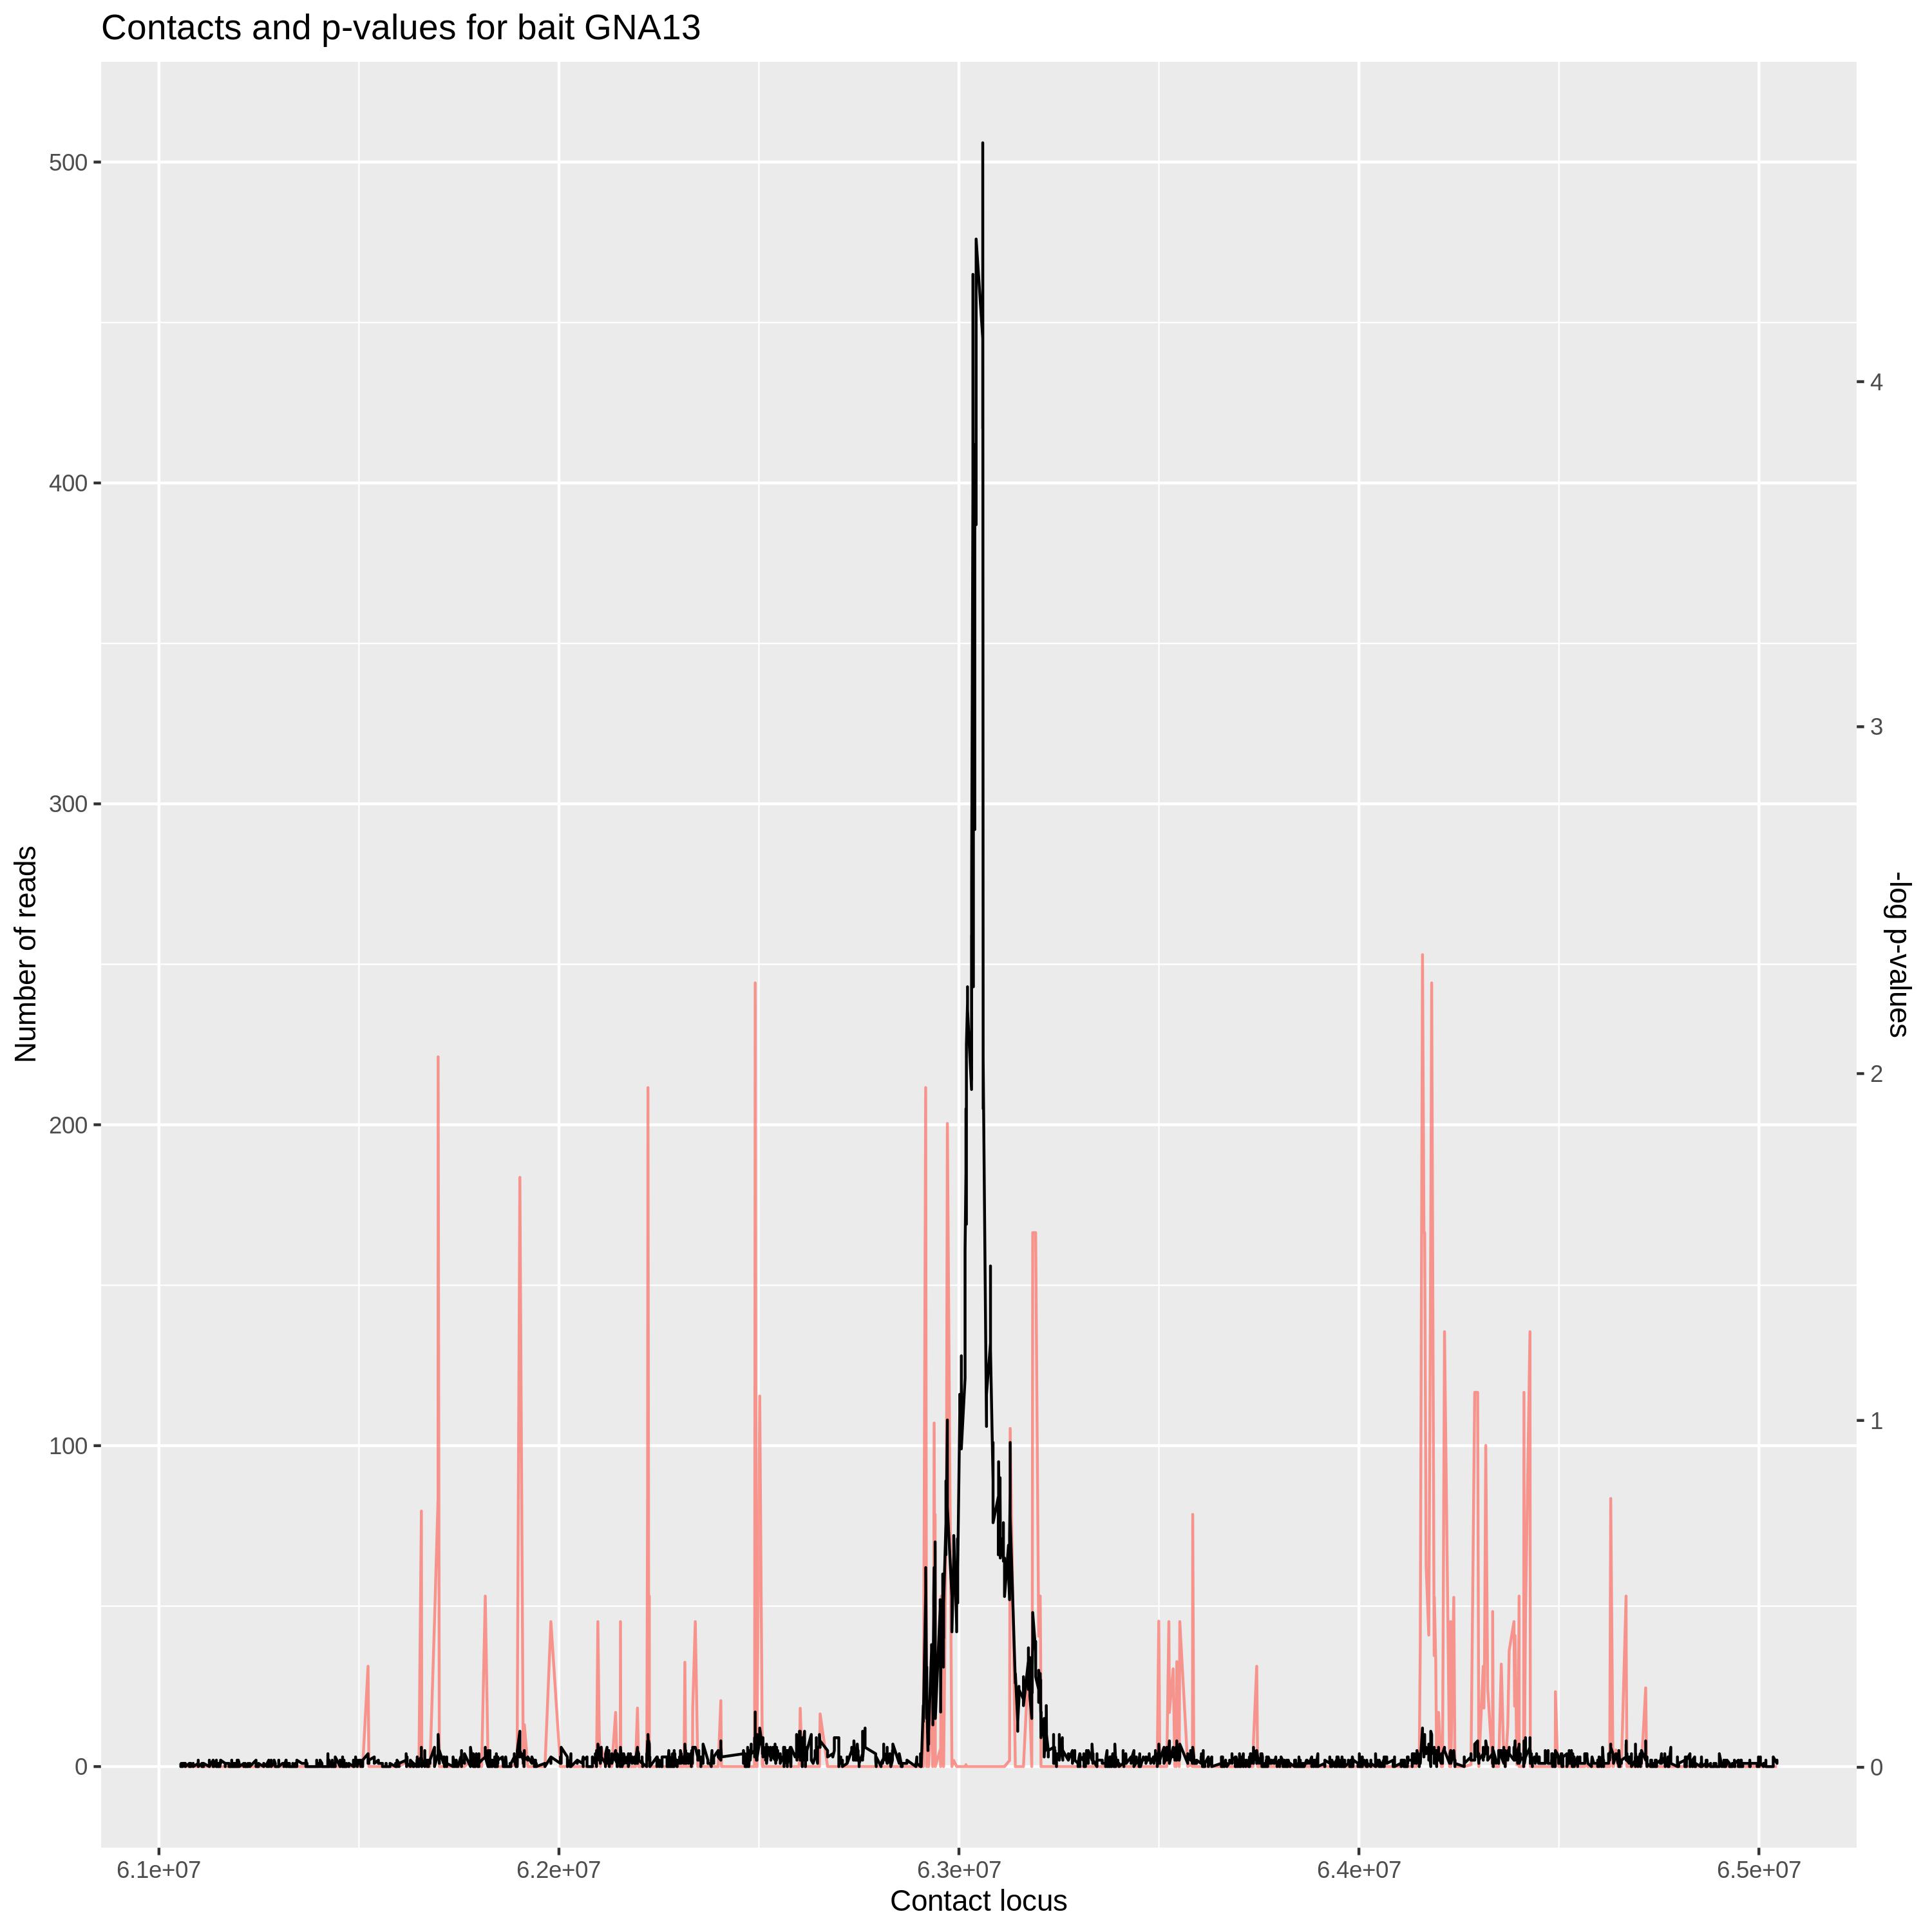 Contacts and p-values for bait GNA13
500
400
300
200
100
0
Number of reads
4
3
2
1
0
-log p-values
6.1e+07 6.2e+07 6.3e+07 6.4e+07 6.5e+07
Contact locus